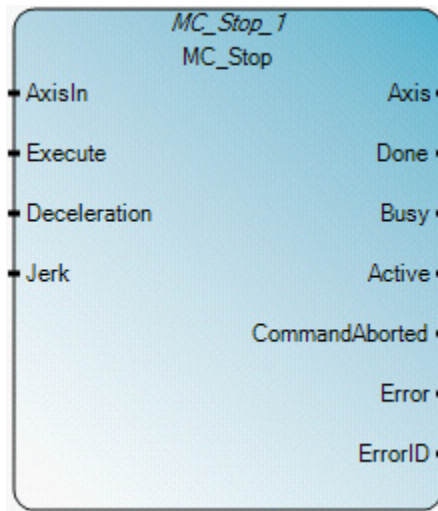 MC_Stop_1
MC_Stop
AxisIn Axis
Execute Done
Deceleration Busy
Jerk Active
CommandAborted
Error
ErrorID